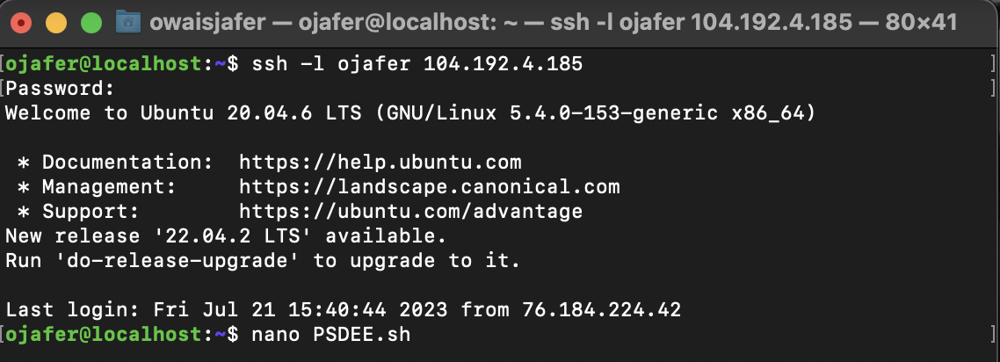 owaisjafer — ojafer@localhost: ~ — ssh -l ojafer 104.192.4.185 — 80×41
[ojafer@localhost:~$ ssh -l ojafer 104.192.4.185 ]
[Password: ]
Welcome to Ubuntu 20.04.6 LTS (GNU/Linux 5.4.0-153-generic x86_64)
* Documentation: https://help.ubuntu.com
* Management: https://landscape.canonical.com
* Support: https://ubuntu.com/advantage
New release '22.04.2 LTS' available.
Run 'do-release-upgrade' to upgrade to it.
Last login: Fri Jul 21 15:40:44 2023 from 76.184.224.42
[ojafer@localhost:~$ nano PSDEE.sh ]